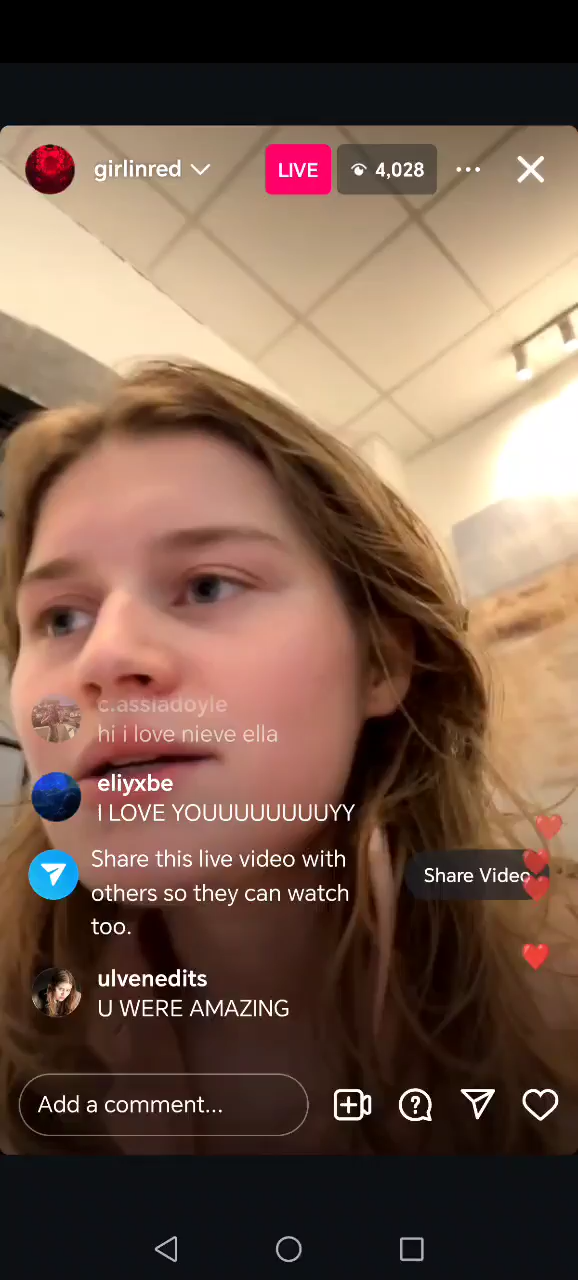 girlinred
LIVE
4,028
c.assiadoyle
hi i love nieve ella
eliyxbe
I LOVE YOUUUUUUUUYY
Share this live video with
others so they can watch
too.
Share Video
ulvenedits
U WERE AMAZING
Add a comment...